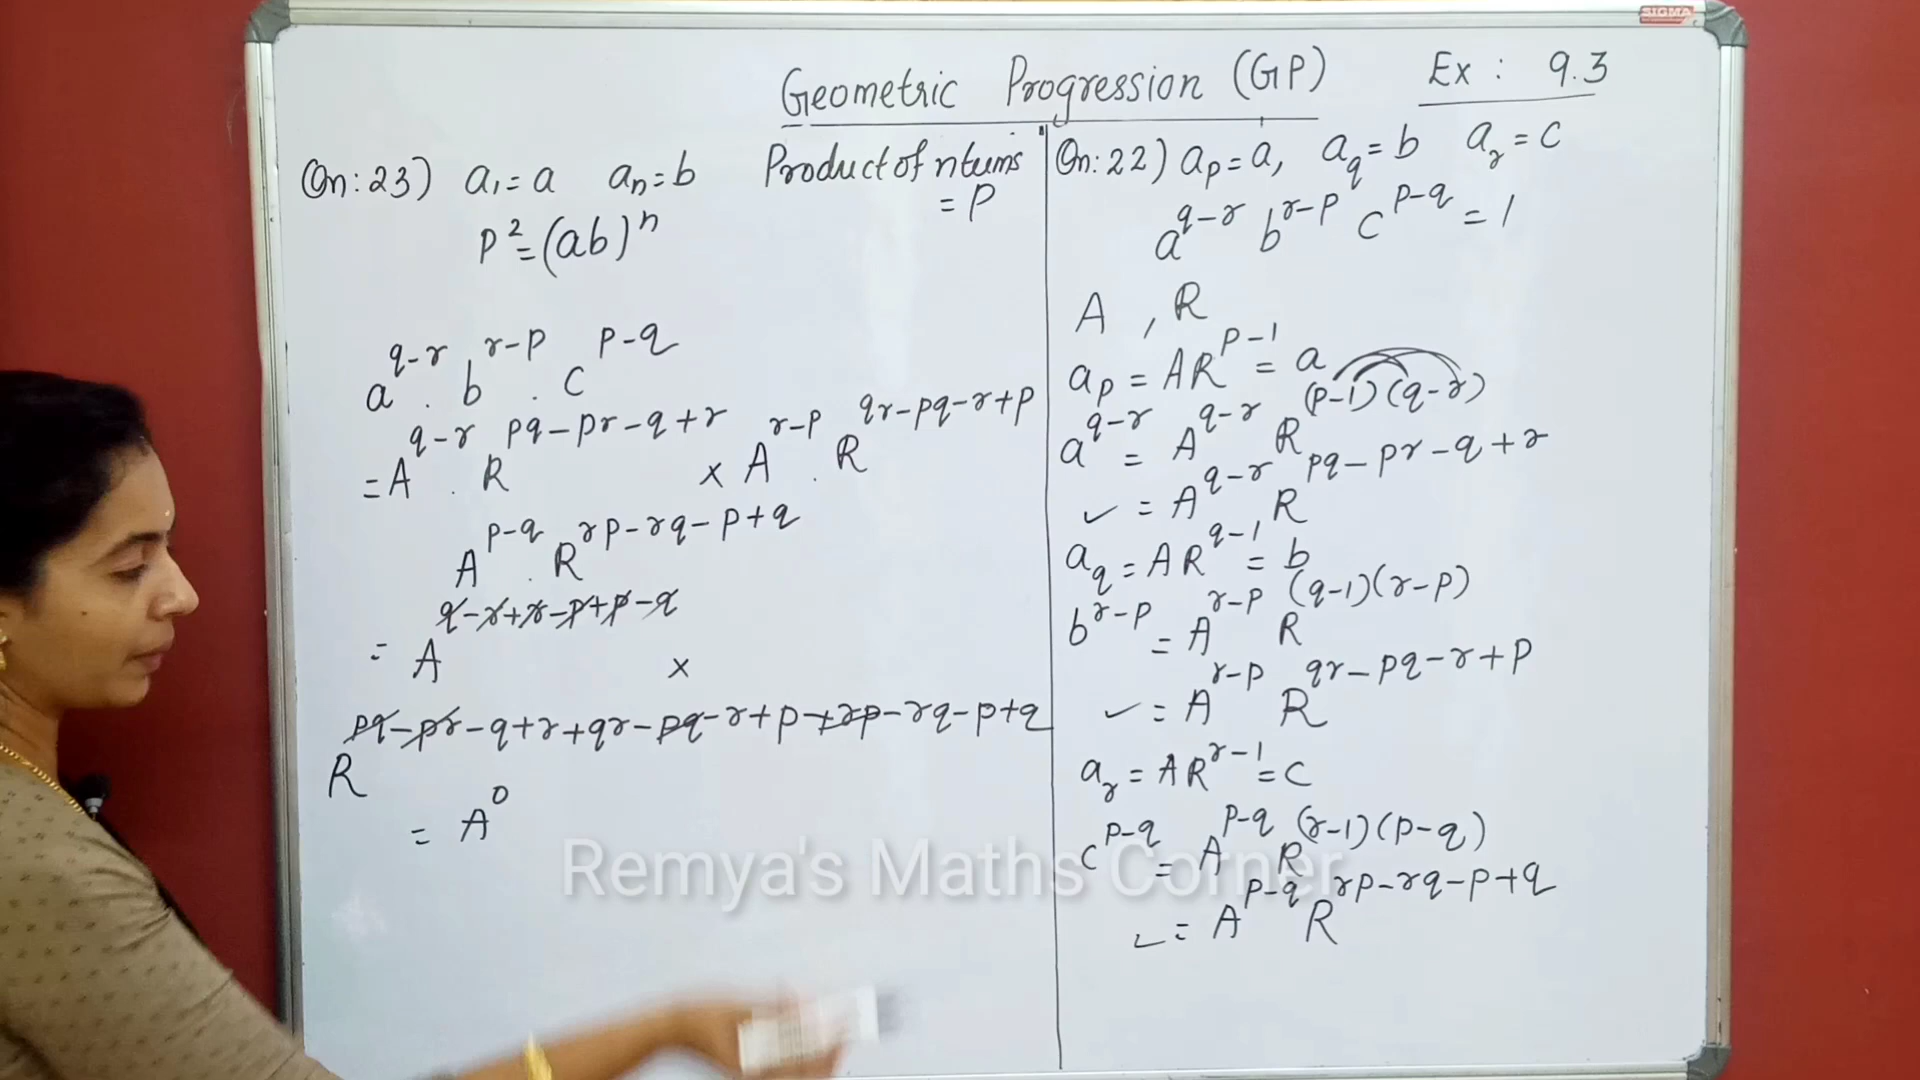 SIGMA
Geometric Progression (GP) Ex : 9.3
Qn:23) a₁=a aₙ=b Product of n terms = P
P²=(ab)ⁿ
a^(q-r) . b^(r-p) . c^(p-q)
= A^(q-r) . R^(pq-pr-q+r) × A^(r-p) . R^(qr-pq-r+p)
A^(p-q) . R^(rp-rq-p+q)
= A^(q-r+r-p+p-q) ×
R^(pq-pr-q+r+qr-pq-r+p+rp-rq-p+q)
= A^0
Qn:22) a_p=a, a_q=b a_r=c
a^(q-r) b^(r-p) c^(p-q) = 1
A , R
a_p = AR^(p-1) = a
a^(q-r) = A^(q-r) R^((p-1)(q-r))
✓ = A^(q-r) R^(pq-pr-q+r)
a_q = AR^(q-1) = b
b^(r-p) = A^(r-p) R^((q-1)(r-p))
✓ = A^(r-p) R^(qr-pq-r+p)
a_r = AR^(r-1) = c
c^(p-q) = A^(p-q) R^((r-1)(p-q))
✓ = A^(p-q) R^(rp-rq-p+q)
Remya's Maths Corner